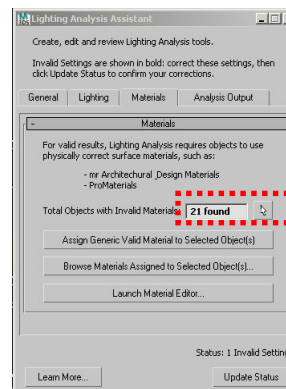 Lighting Analysis Assistant
Create, edit and review Lighting Analysis tools.
Invalid Settings are shown in bold: correct these settings, then
click Update Status to confirm your corrections.
General Lighting Materials Analysis Output
- Materials
For valid results, Lighting Analysis requires objects to use
physically correct surface materials, such as:
- mr Architechural _Design Materials
- ProMaterials
Total Objects with Invalid Materials: 21 found
Assign Generic Valid Material to Selected Object(s)
Browse Materials Assigned to Selected Object(s)...
Launch Material Editor...
Status: 1 Invalid Setting
Learn More... Update Status